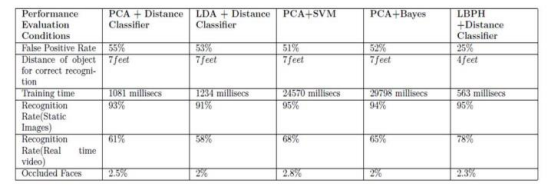 Performance Evaluation Conditions | PCA + Distance Classifier | LDA + Distance Classifier | PCA+SVM | PCA+Bayes | LBPH +Distance Classifier
False Positive Rate | 55% | 53% | 51% | 52% | 25%
Distance of object for correct recognition | 7feet | 7feet | 7feet | 7feet | 4feet
Training time | 1081 millisecs | 1234 millisecs | 24570 millisecs | 29798 millisecs | 563 millisecs
Recognition Rate(Static Images) | 93% | 91% | 95% | 94% | 95%
Recognition Rate(Real time video) | 61% | 58% | 68% | 65% | 78%
Occluded Faces | 2.5% | 2% | 2.8% | 2% | 2.3%